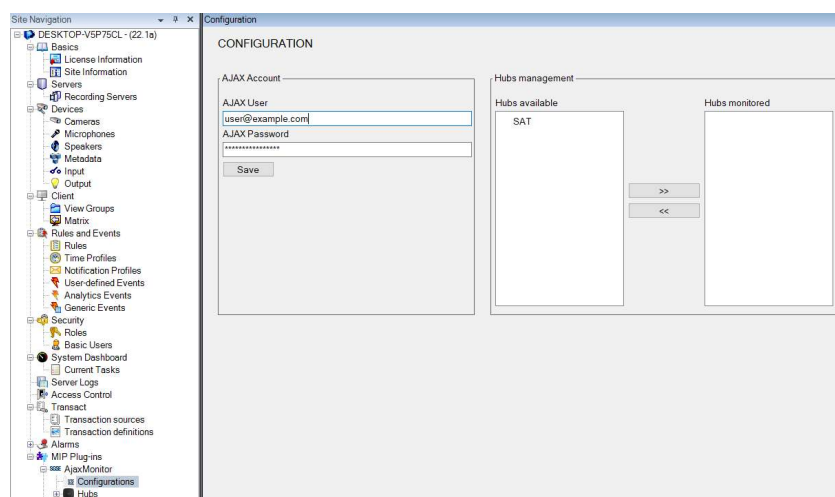 Site Navigation
DESKTOP-V5P75CL - (22.1a)
Basics
License Information
Site Information
Servers
Recording Servers
Devices
Cameras
Microphones
Speakers
Metadata
Input
Output
Client
View Groups
Matrix
Rules and Events
Rules
Time Profiles
Notification Profiles
User-defined Events
Analytics Events
Generic Events
Security
Roles
Basic Users
System Dashboard
Current Tasks
Server Logs
Access Control
Transact
Transaction sources
Transaction definitions
Alarms
MIP Plug-ins
AjaxMonitor
Configurations
Hubs
Configuration
CONFIGURATION
AJAX Account
AJAX User
user@example.com
AJAX Password
****************
Save
Hubs management
Hubs available
SAT
>>
<<
Hubs monitored